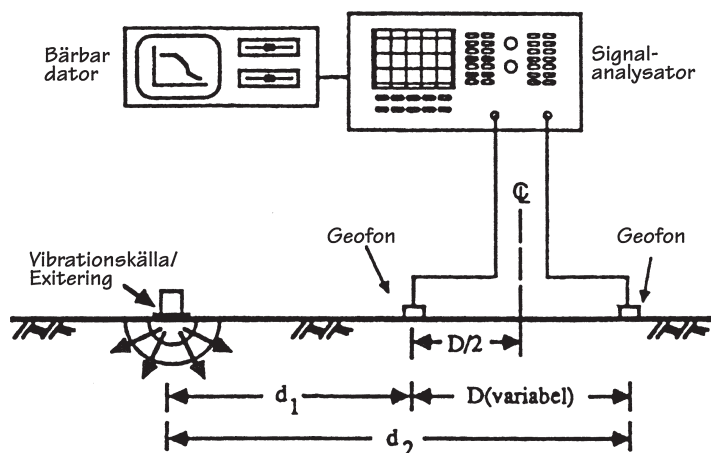 Bärbar
dator
Signal-
analysator
℄
Geofon
Geofon
Vibrationskälla/
Exitering
D/2
d1
D(variabel)
d2